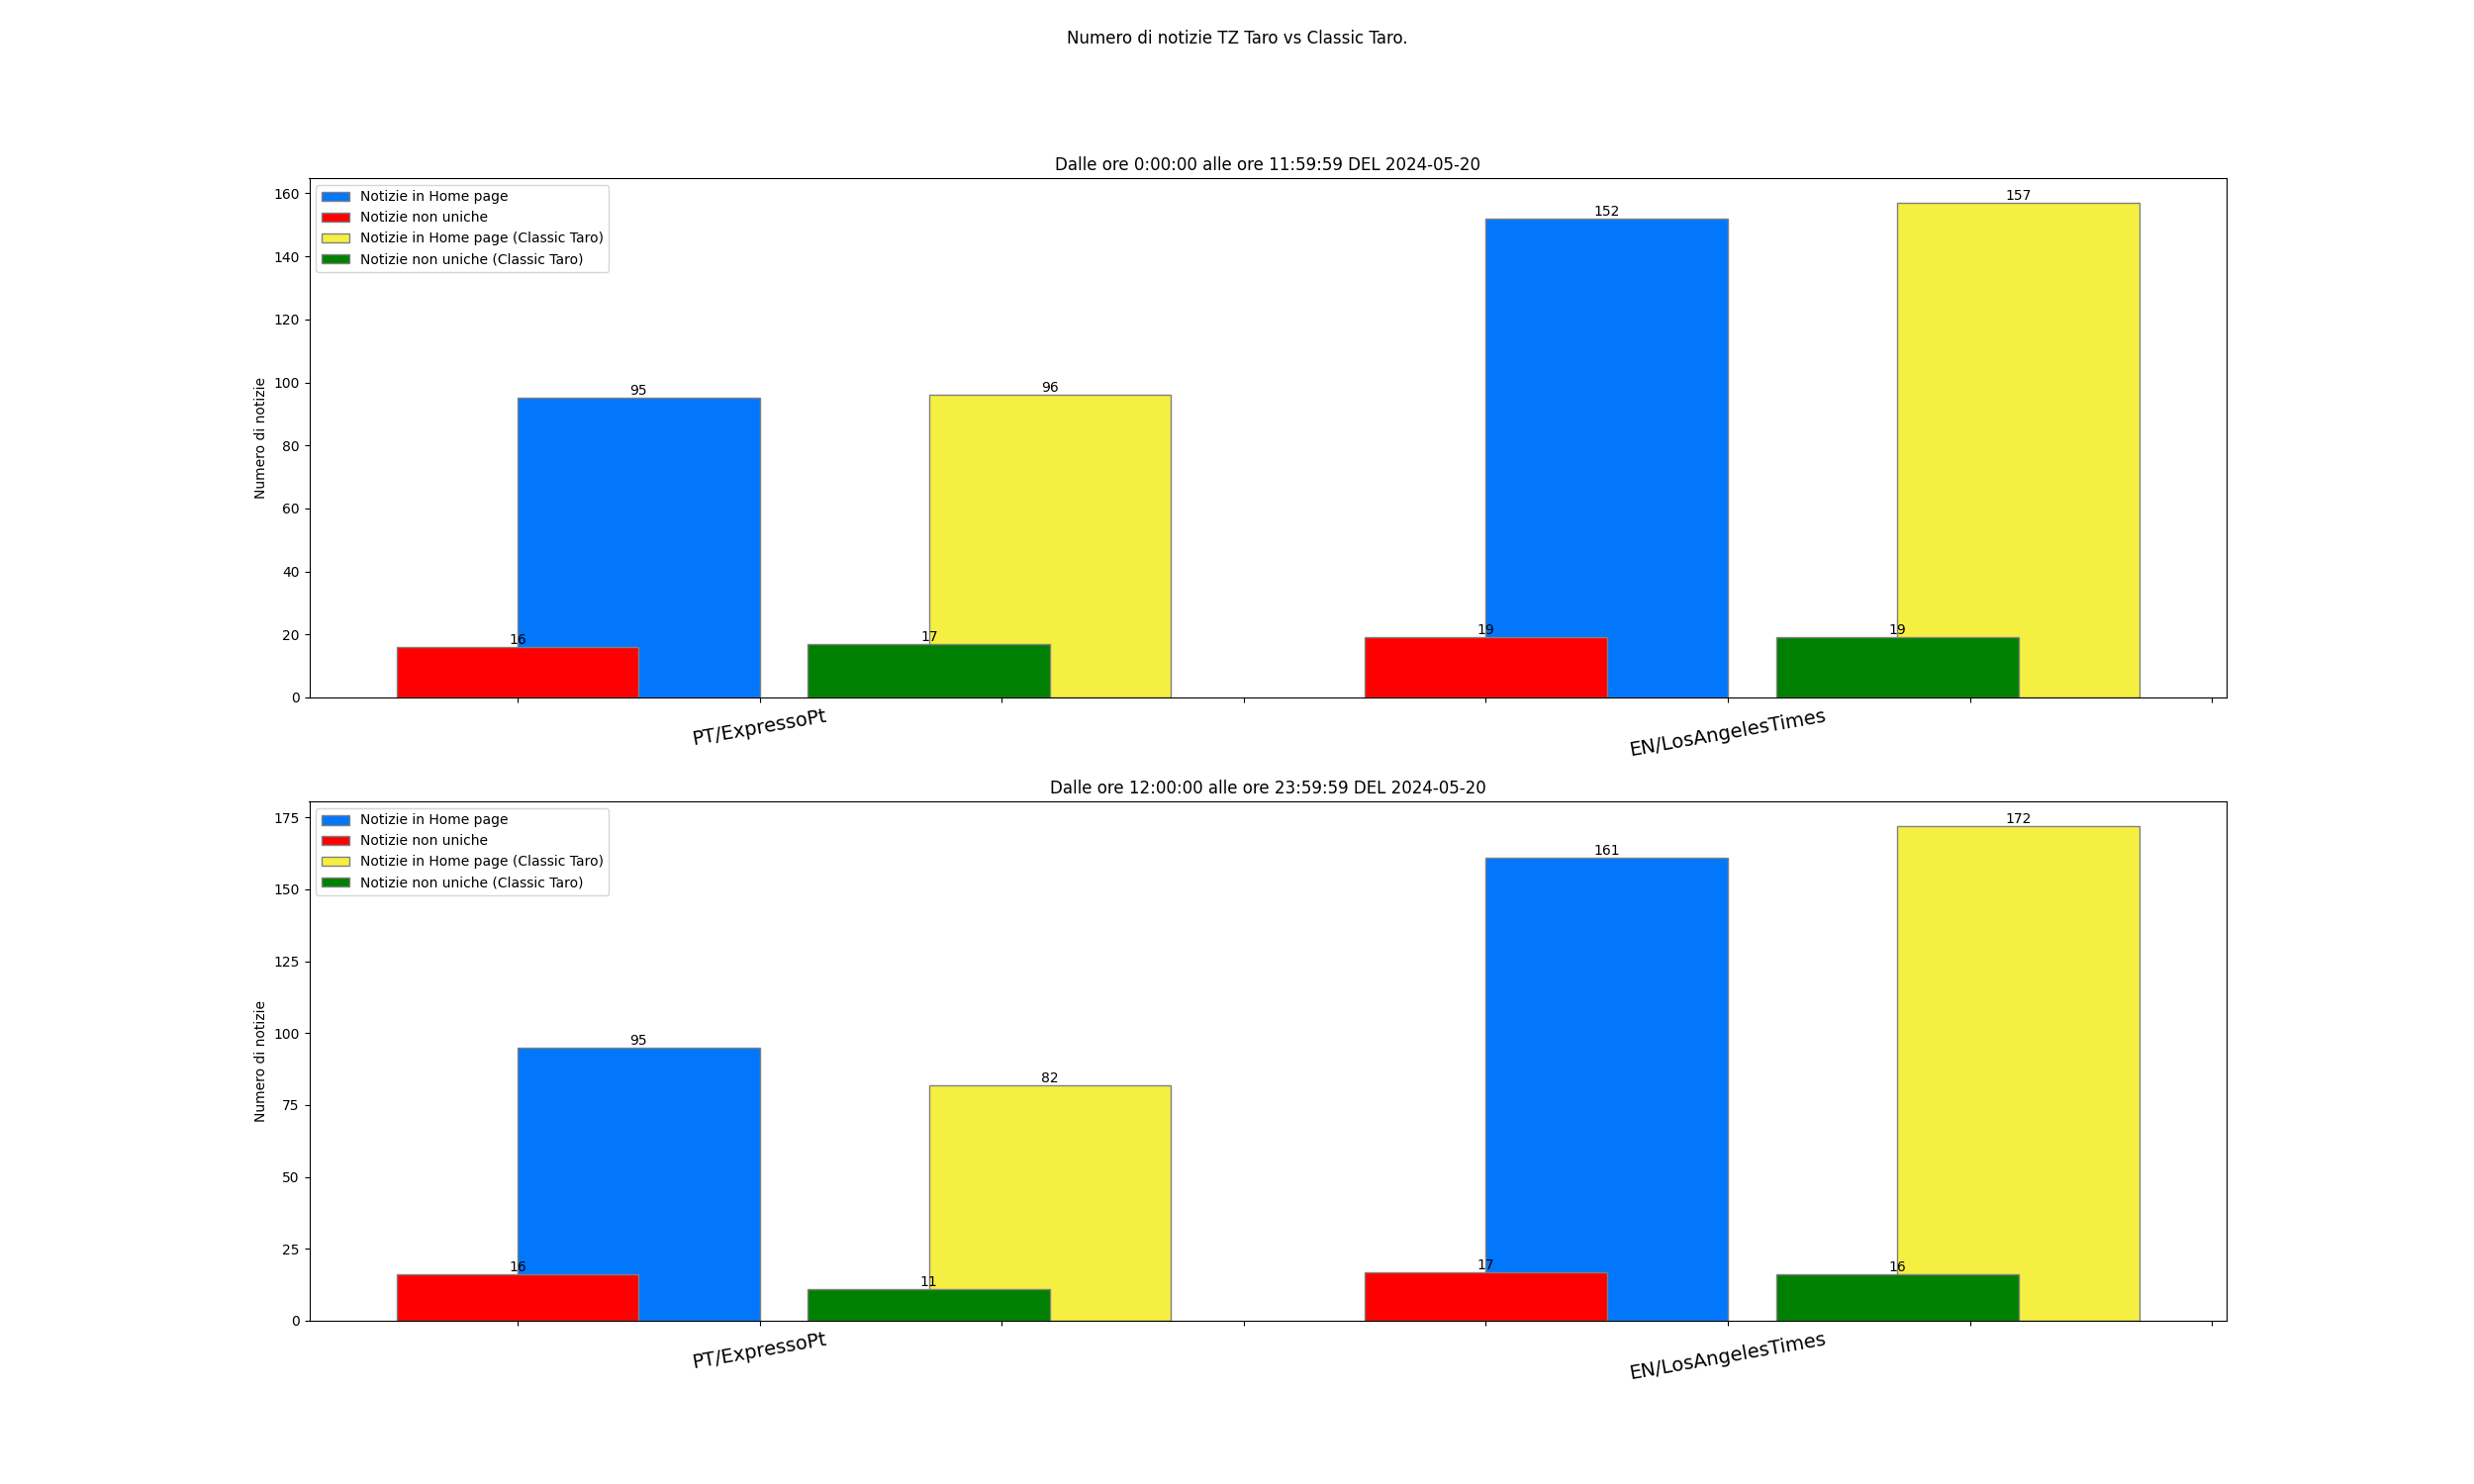 Numero di notizie TZ Taro vs Classic Taro.
Dalle ore 0:00:00 alle ore 11:59:59 DEL 2024-05-20
Notizie in Home page
Notizie non uniche
Notizie in Home page (Classic Taro)
Notizie non uniche (Classic Taro)
Numero di notizie
160
140
120
100
80
60
40
20
0
95
96
152
157
16
17
19
19
PT/ExpressoPt
EN/LosAngelesTimes
Dalle ore 12:00:00 alle ore 23:59:59 DEL 2024-05-20
Notizie in Home page
Notizie non uniche
Notizie in Home page (Classic Taro)
Notizie non uniche (Classic Taro)
Numero di notizie
175
150
125
100
75
50
25
0
95
82
161
172
16
11
17
16
PT/ExpressoPt
EN/LosAngelesTimes